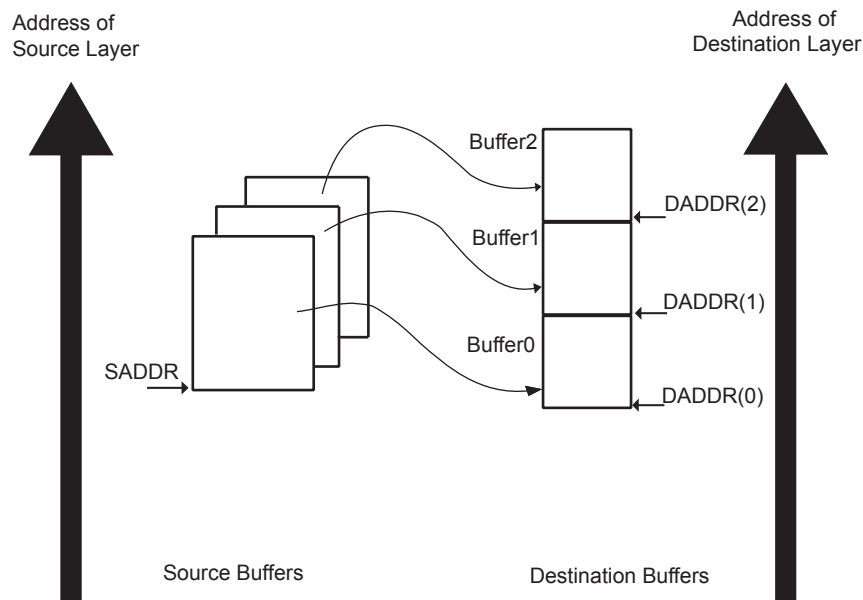 Address of
Source Layer
Address of
Destination Layer
Buffer2
DADDR(2)
Buffer1
DADDR(1)
Buffer0
SADDR
DADDR(0)
Source Buffers
Destination Buffers